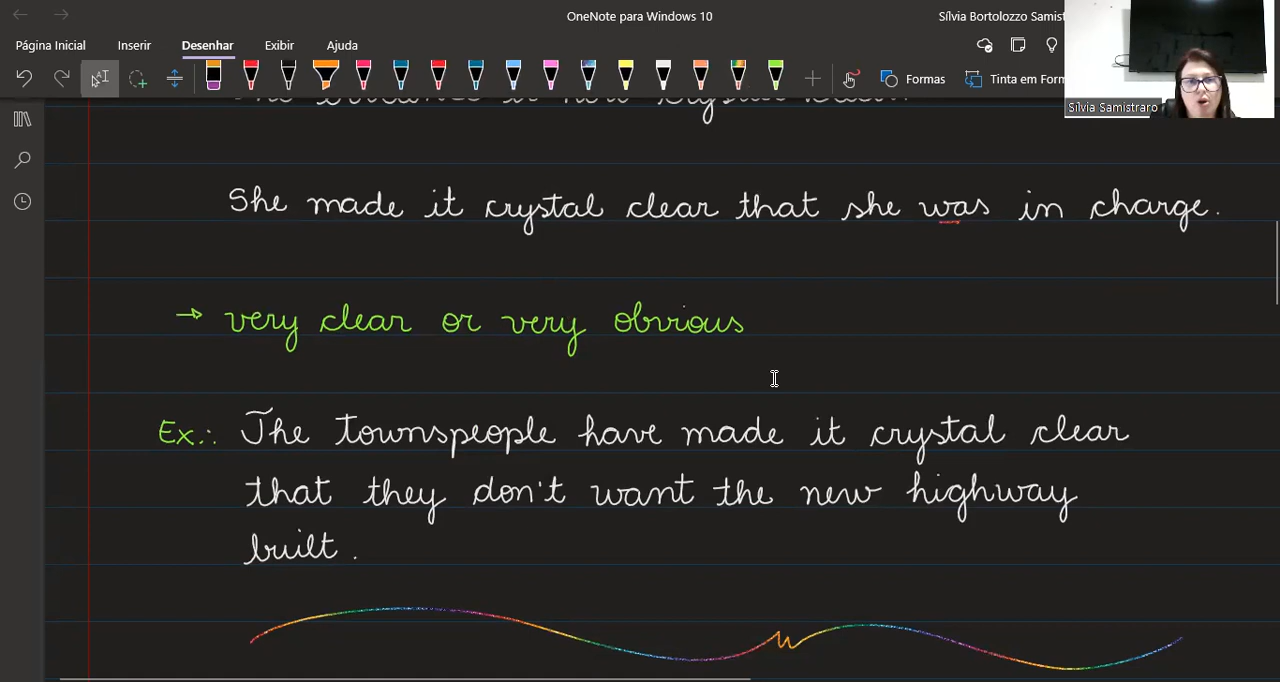 OneNote para Windows 10
Sílvia Bortolozzo Samist
Página Inicial Inserir Desenhar Exibir Ajuda
Formas Tinta em Form
Sílvia Samistraro
She made it crystal clear that she was in charge.
→ very clear or very obvious
Ex.: The townspeople have made it crystal clear
that they don't want the new highway
built.